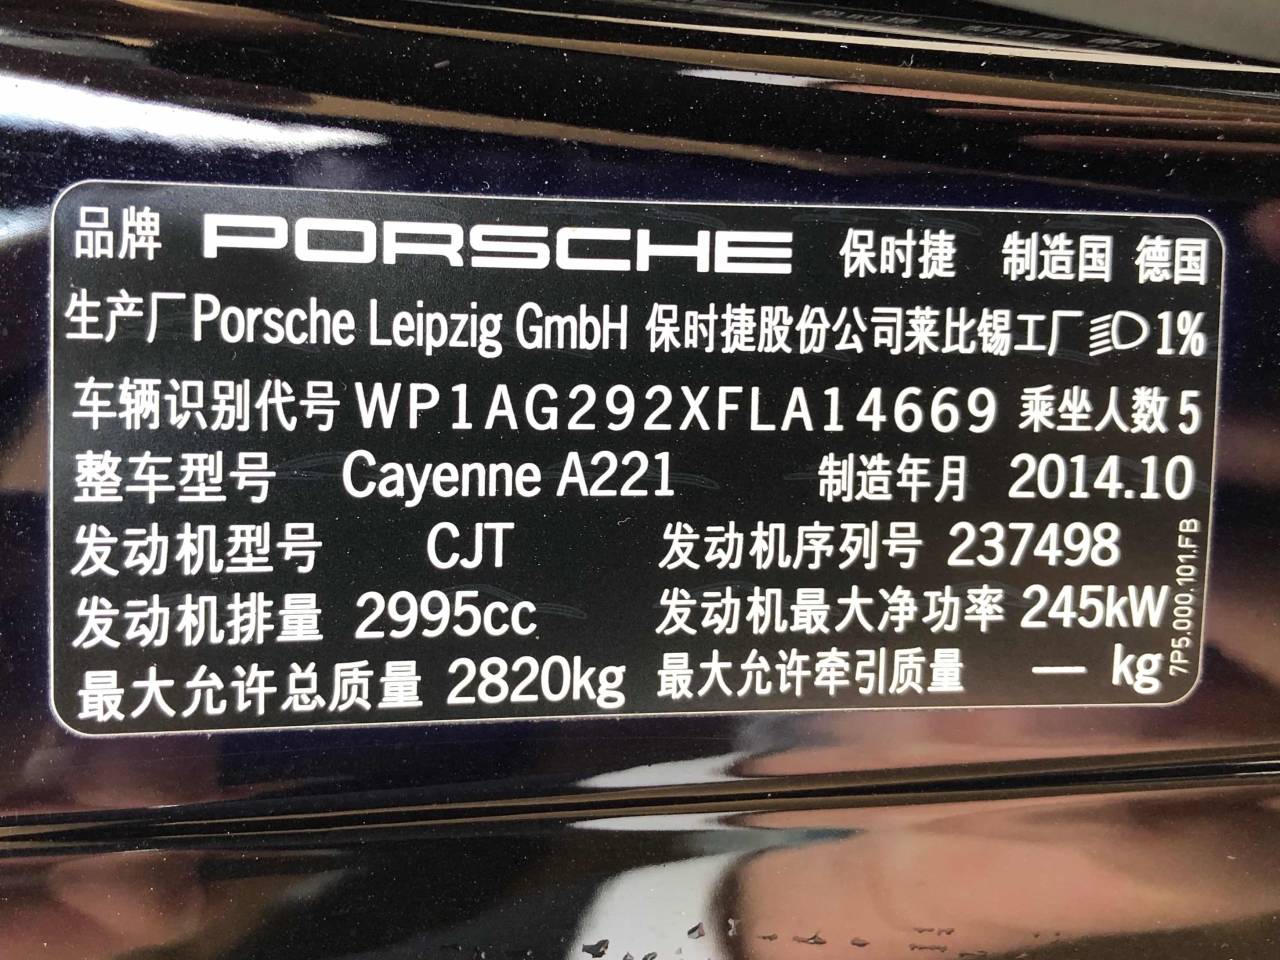 品牌 PORSCHE 保时捷 制造国 德国
生产厂 Porsche Leipzig GmbH 保时捷股份公司莱比锡工厂 1%
车辆识别代号 WP1AG292XFLA14669 乘坐人数 5
整车型号 Cayenne A221 制造年月 2014.10
发动机型号 CJT 发动机序列号 237498
发动机排量 2995cc 发动机最大净功率 245kW
最大允许总质量 2820kg 最大允许牵引质量 — kg
7P5.000.101.FB